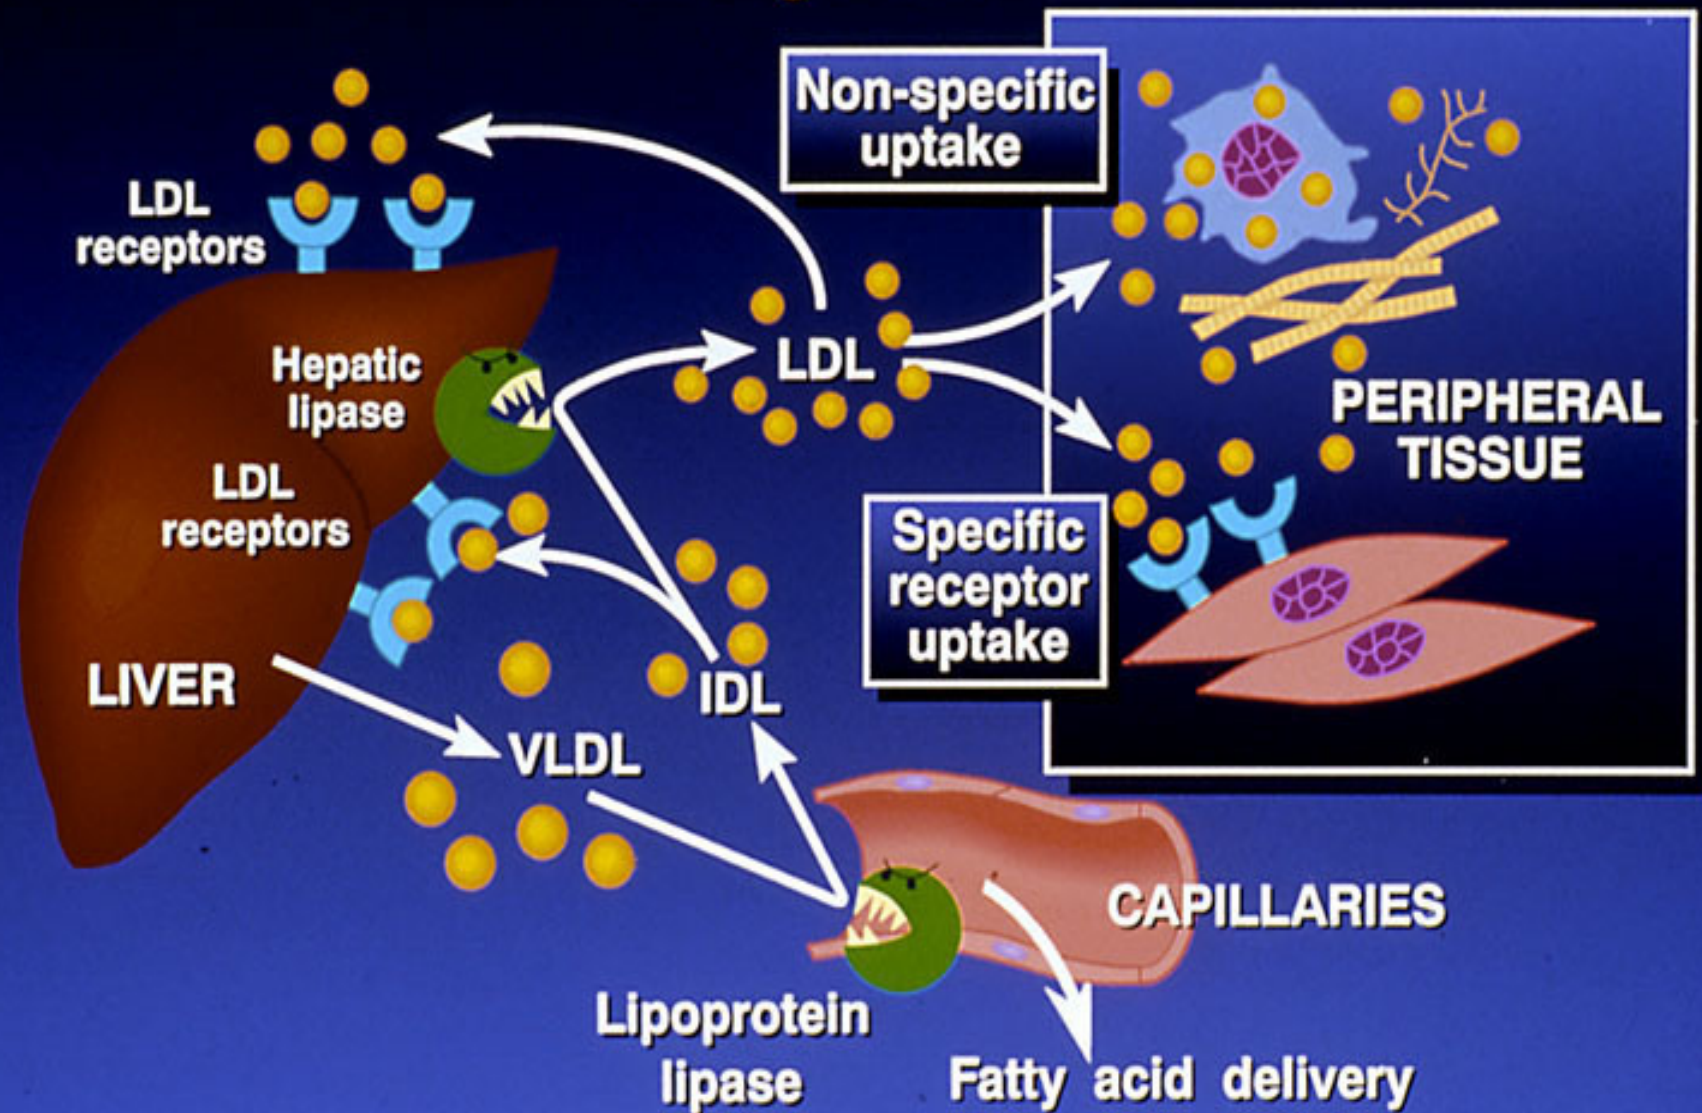 Non-specific
uptake
LDL
receptors
Hepatic
lipase
LDL
PERIPHERAL
TISSUE
LDL
receptors
Specific
receptor
uptake
LIVER
IDL
VLDL
CAPILLARIES
Lipoprotein
lipase
Fatty acid delivery